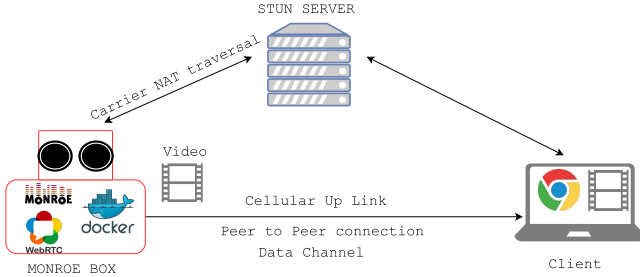 STUN SERVER
Carrier NAT traversal
Video
MONROE
docker
WebRTC
Cellular Up Link
Peer to Peer connection
Data Channel
MONROE BOX
Client